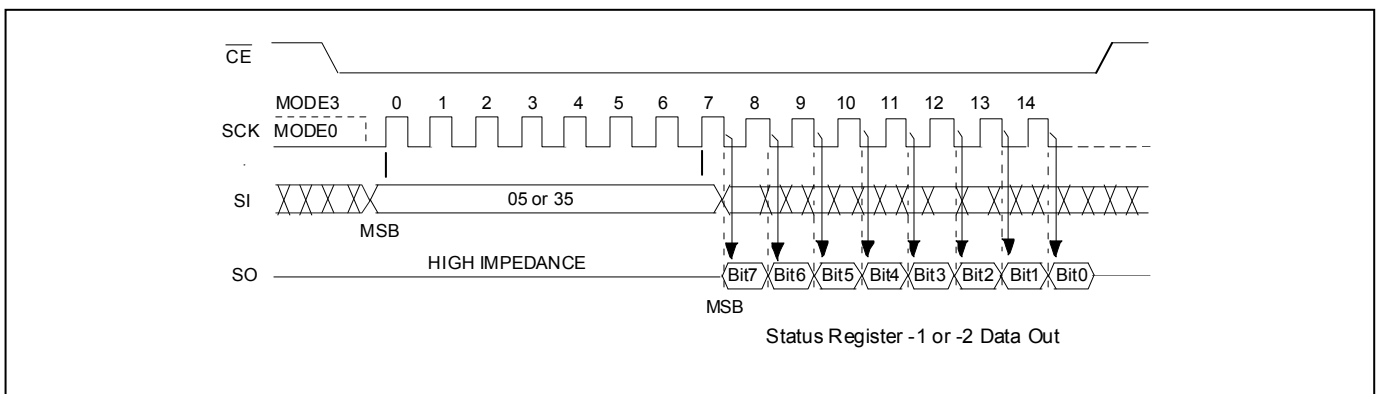 CE
MODE3 0 1 2 3 4 5 6 7 8 9 10 11 12 13 14
SCK MODE0
SI 05 or 35
MSB
SO HIGH IMPEDANCE Bit7 Bit6 Bit5 Bit4 Bit3 Bit2 Bit1 Bit0
MSB
Status Register -1 or -2 Data Out